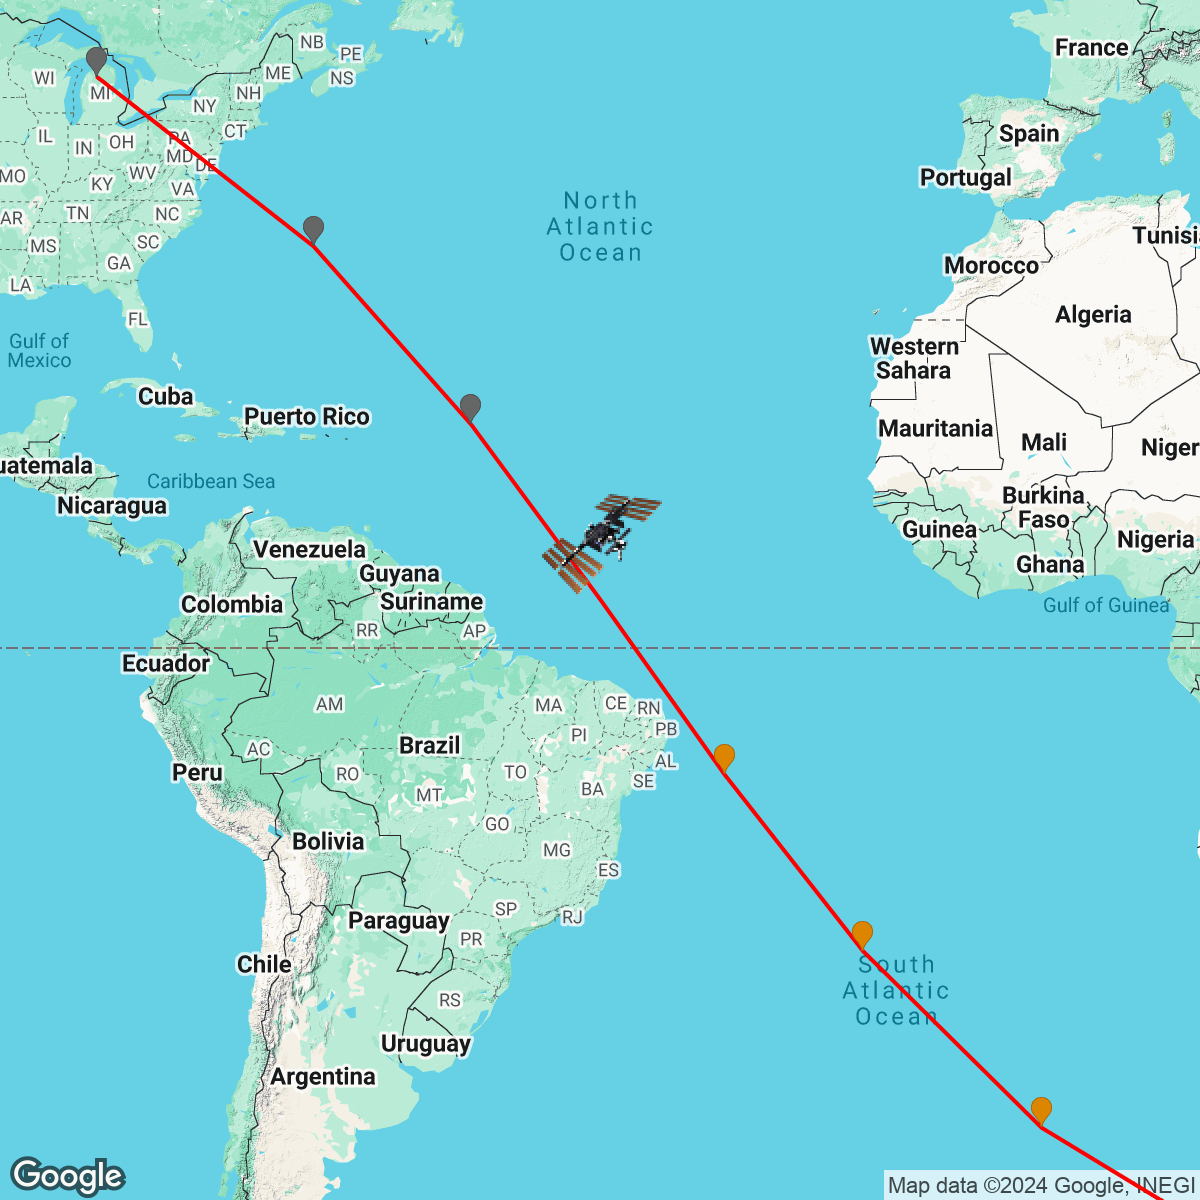 NB
PE
France
ME
NS
WI
MI
NH
NY
CT
Spain
IL
IN
OH
PA
MD
DE
MO
WV
KY
VA
Portugal
AR
TN
NC
North
Atlantic
Ocean
MS
SC
Tunisi
GA
Morocco
LA
FL
Algeria
Gulf of
Mexico
Western
Sahara
Cuba
Puerto Rico
Mauritania
Mali
Niger
uatemala
Caribbean Sea
Nicaragua
Burkina
Faso
Guinea
Nigeria
Venezuela
Ghana
Guyana
Suriname
Colombia
Gulf of Guinea
RR
AP
Ecuador
AM
MA
CE
RN
PI
PB
AC
Brazil
AL
Peru
RO
TO
SE
MT
BA
GO
Bolivia
MG
ES
SP
RJ
Paraguay
PR
Chile
South
Atlantic
Ocean
RS
Uruguay
Argentina
Google
Map data ©2024 Google, INEGI